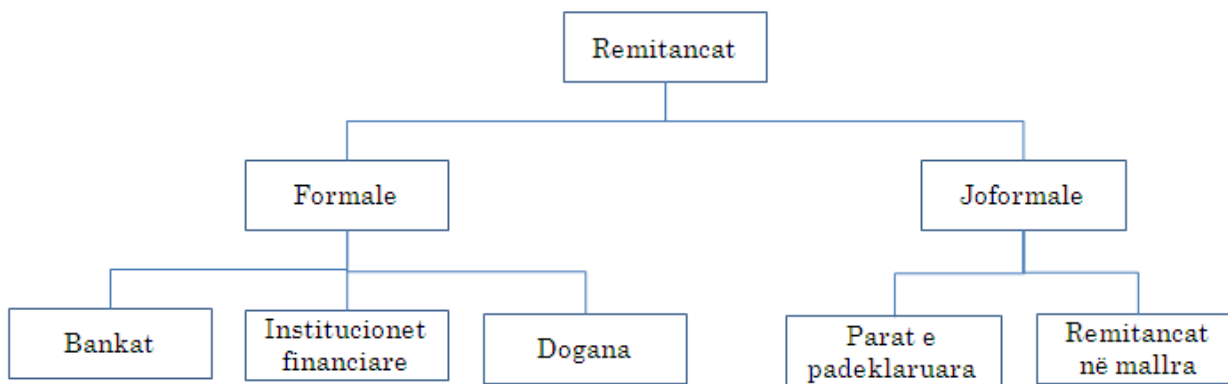 Remitancat
Formale
Joformale
Bankat
Institucionet
financiare
Dogana
Parat e
padeklaruara
Remitancat
në mallra